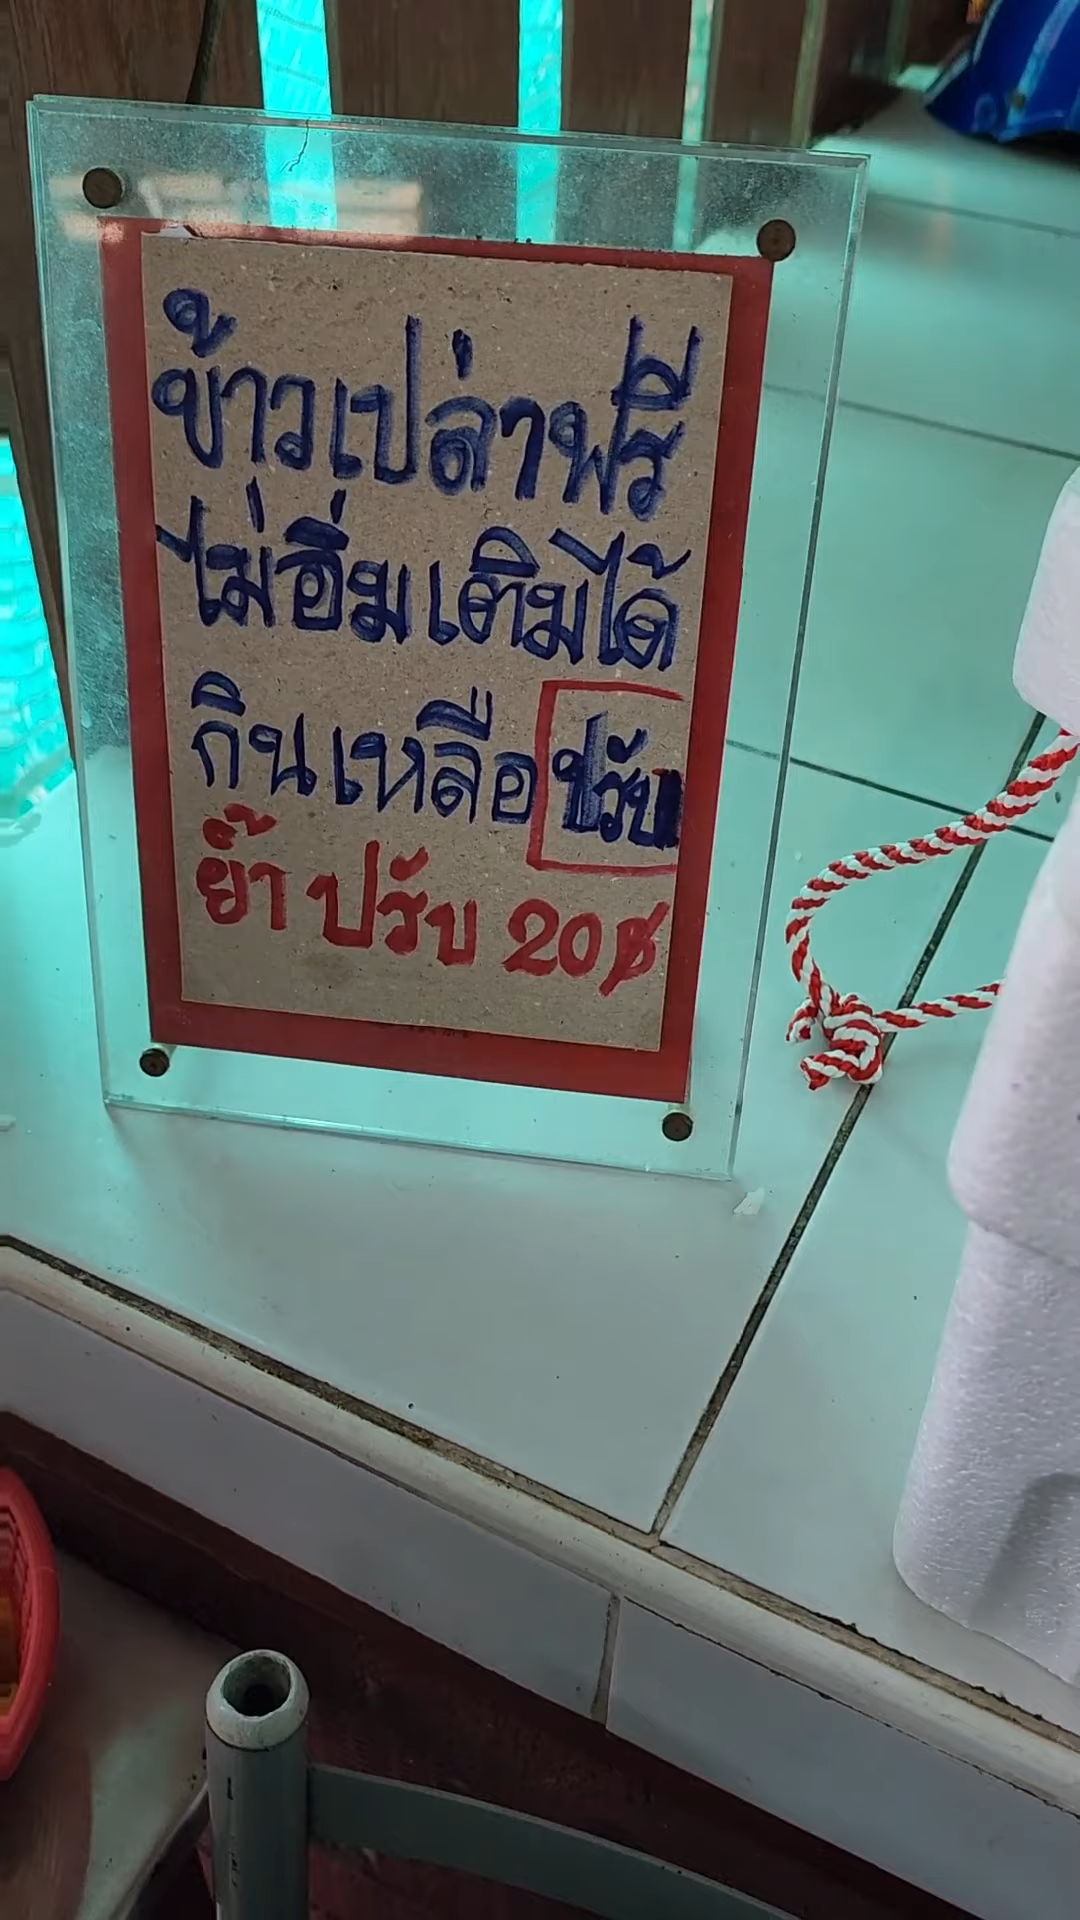 ข้าวเปล่าฟรี
ไม่อิ่มเติมได้
กินเหลือปรับ
ย้ำ ปรับ 20฿